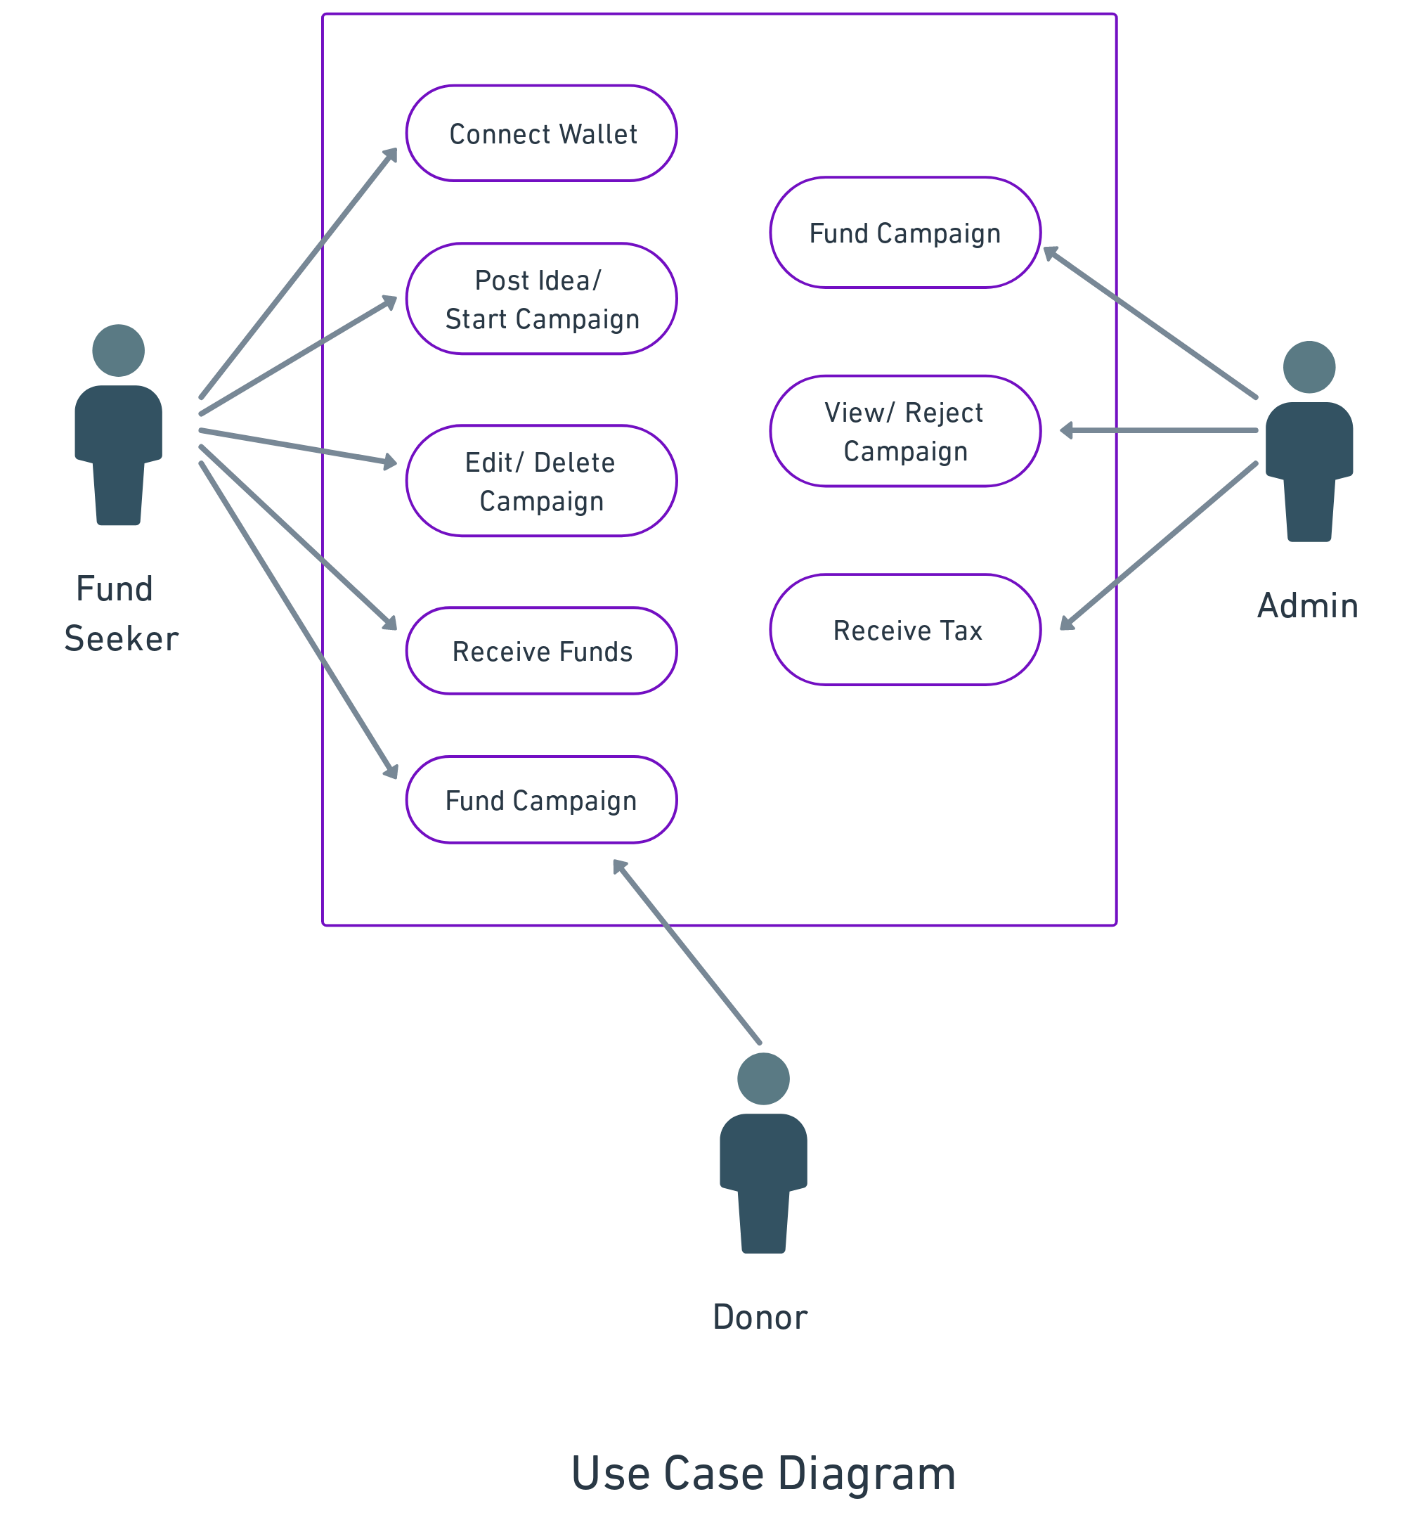 Connect Wallet
Post Idea/
Start Campaign
Edit/ Delete
Campaign
Receive Funds
Fund Campaign
Fund Campaign
View/ Reject
Campaign
Receive Tax
Fund
Seeker
Admin
Donor
Use Case Diagram